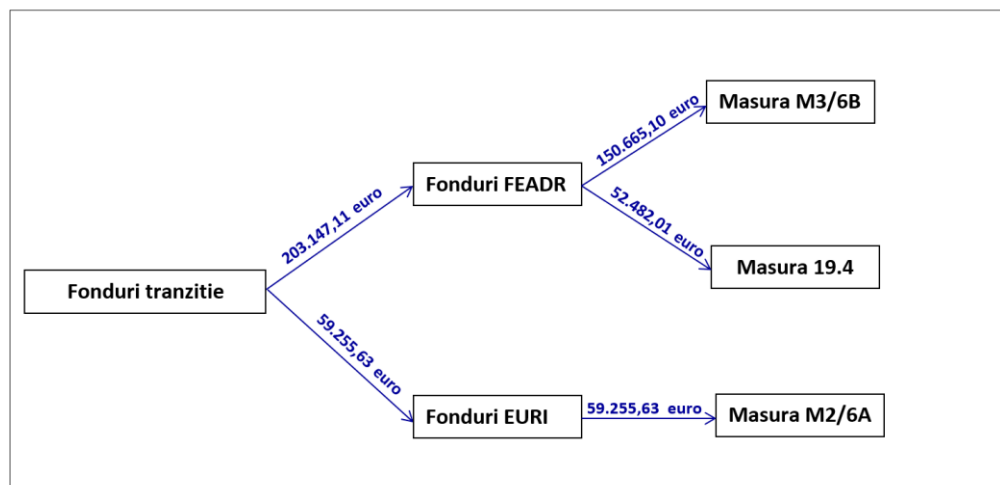 Masura M3/6B
150.665,10 euro
Fonduri FEADR
203.147,11 euro
52.482,01 euro
Masura 19.4
Fonduri tranzitie
59.255,63 euro
Fonduri EURI
59.255,63 euro
Masura M2/6A